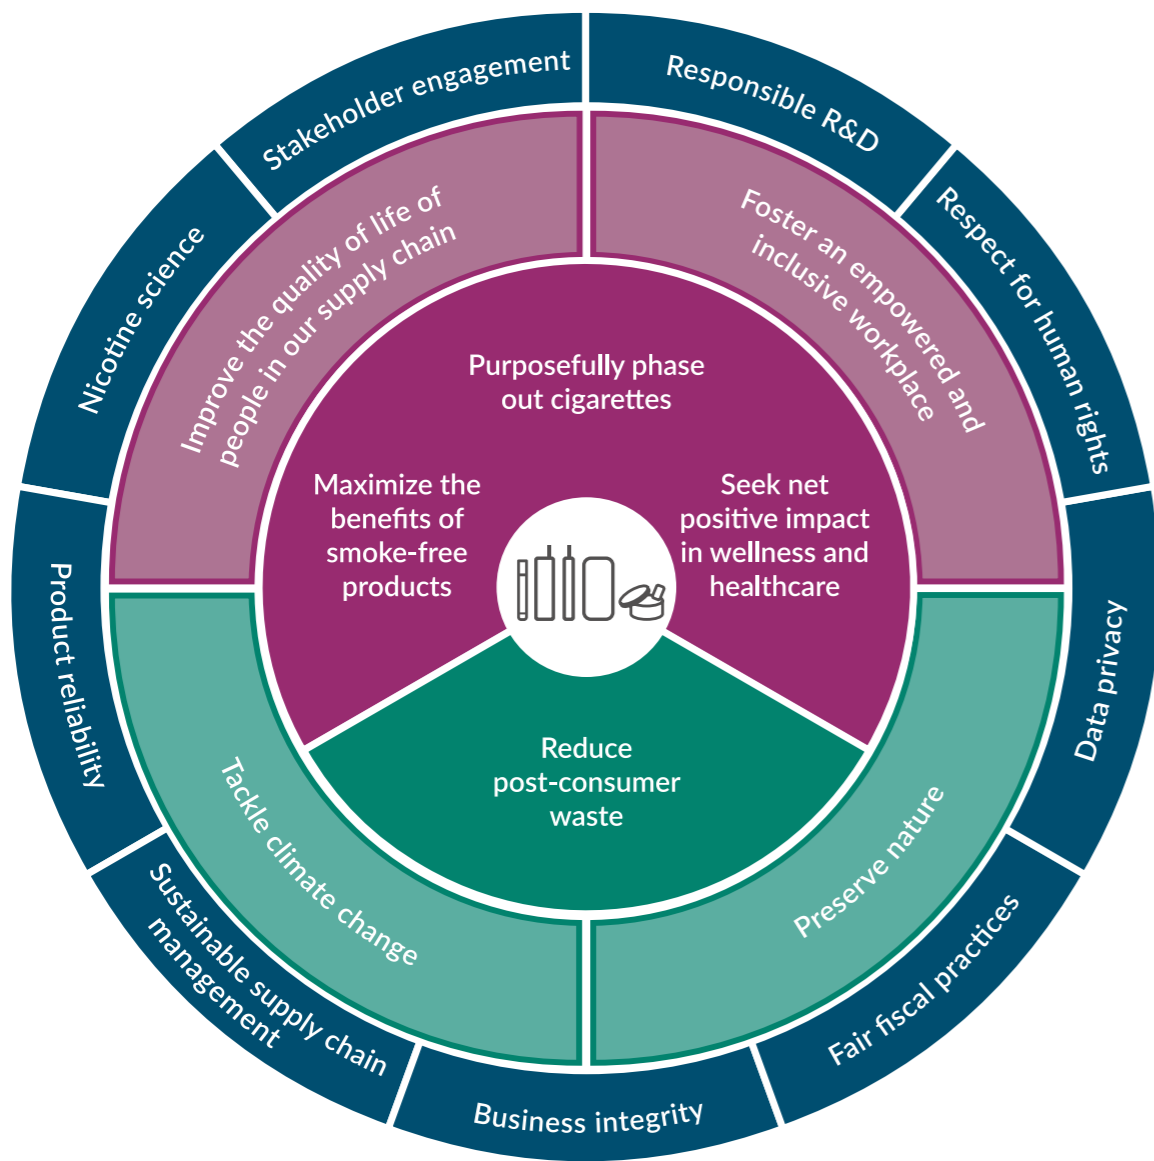 Stakeholder engagement
Responsible R&D
Respect for human rights
Data privacy
Fair fiscal practices
Business integrity
Sustainable supply chain
management
Product reliability
Nicotine science
Improve the quality of life of
people in our supply chain
Foster an empowered and
inclusive workplace
Preserve nature
Tackle climate change
Purposefully phase
out cigarettes
Maximize the
benefits of
smoke-free
products
Seek net
positive impact
in wellness and
healthcare
Reduce
post-consumer
waste